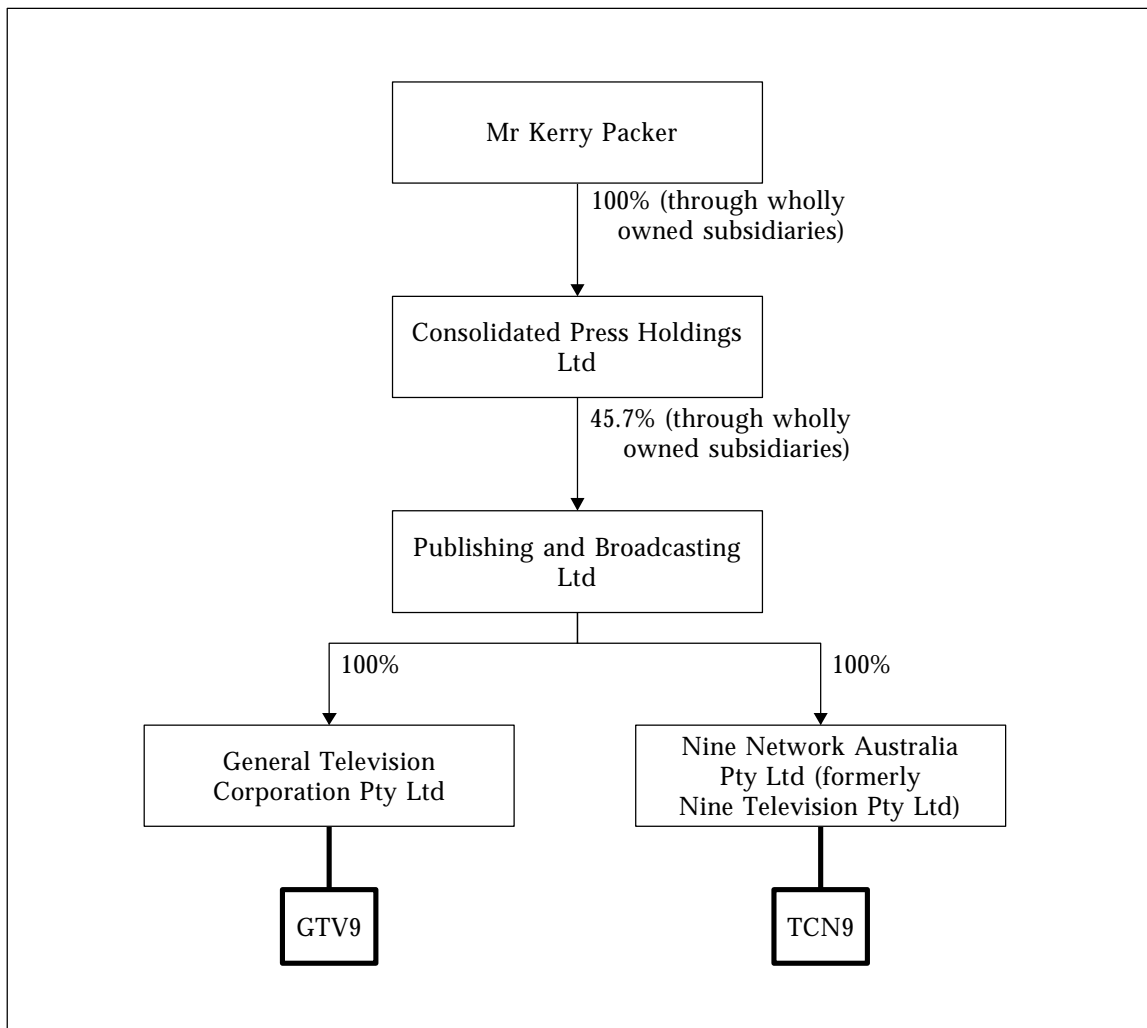 Mr Kerry Packer
100% (through wholly
owned subsidiaries)
Consolidated Press Holdings
Ltd
45.7% (through wholly
owned subsidiaries)
Publishing and Broadcasting
Ltd
100%
100%
General Television
Corporation Pty Ltd
Nine Network Australia
Pty Ltd (formerly
Nine Television Pty Ltd)
GTV9
TCN9